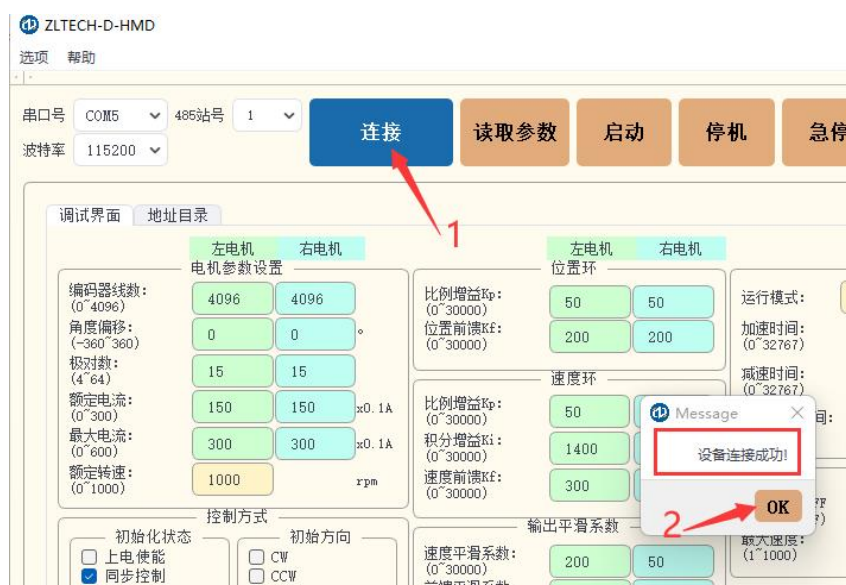 ZLTECH-D-HMD
选项 帮助
串口号 COM5 485站号 1
波特率 115200
连接 读取参数 启动 停机 急停
调试界面 地址目录
左电机 右电机
电机参数设置
编码器线数:
(0~4096)
4096 4096
角度偏移:
(-360~360)
0 0 °
极对数:
(4~64)
15 15
额定电流:
(0~300)
150 150 x0.1A
最大电流:
(0~600)
300 300 x0.1A
额定转速:
(0~1000)
1000 rpm
控制方式
初始化状态
上电使能
同步控制
初始方向
CW
CCW
左电机 右电机
位置环
比例增益Kp:
(0~30000)
50 50
位置前馈Kf:
(0~30000)
200 200
速度环
比例增益Kp:
(0~30000)
50
积分增益Ki:
(0~30000)
1400
速度前馈Kf:
(0~30000)
300
输出平滑系数
速度平滑系数:
(0~30000)
200 50
运行模式:
加速时间:
(0~32767)
减速时间:
(0~32767)
间:
最大速度:
(1~1000)
Message
设备连接成功!
OK
1
2